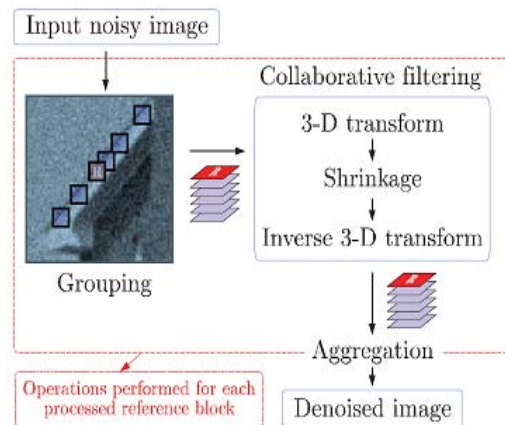 Input noisy image
Collaborative filtering
3-D transform
Shrinkage
Inverse 3-D transform
Grouping
R
R
R
Aggregation
Operations performed for each
processed reference block
Denoised image